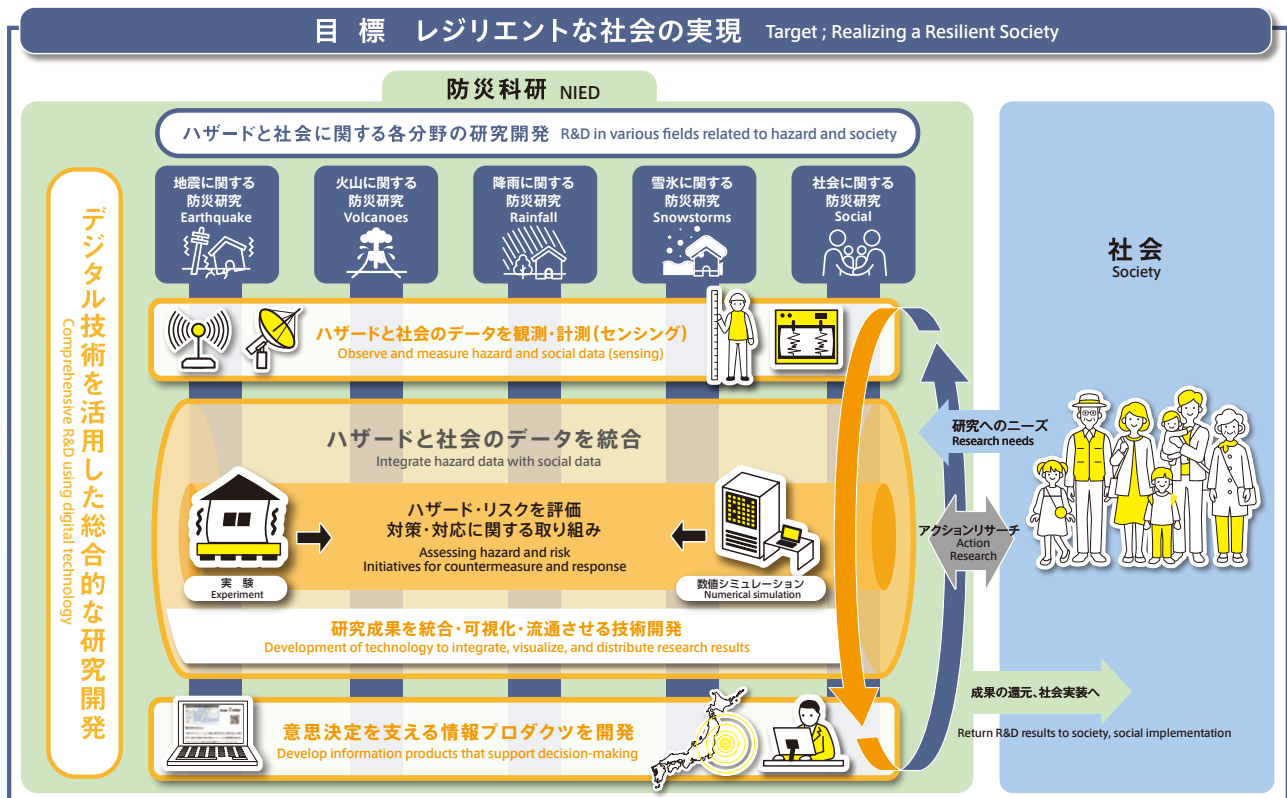 目 標 レジリエントな社会の実現 Target ; Realizing a Resilient Society
防災科研 NIED
ハザードと社会に関する各分野の研究開発 R&D in various fields related to hazard and society
デジタル技術を活用した総合的な研究開発
Comprehensive R&D using digital technology
地震に関する
防災研究
Earthquake
火山に関する
防災研究
Volcanoes
降雨に関する
防災研究
Rainfall
雪氷に関する
防災研究
Snowstorms
社会に関する
防災研究
Social
ハザードと社会のデータを観測・計測(センシング)
Observe and measure hazard and social data (sensing)
ハザードと社会のデータを統合
Integrate hazard data with social data
ハザード・リスクを評価
対策・対応に関する取り組み
Assessing hazard and risk
Initiatives for countermeasure and response
実 験
Experiment
数値シミュレーション
Numerical simulation
研究成果を統合・可視化・流通させる技術開発
Development of technology to integrate, visualize, and distribute research results
意思決定を支える情報プロダクツを開発
Develop information products that support decision-making
社 会
Society
研究へのニーズ
Research needs
アクションリサーチ
Action
Research
成果の還元、社会実装へ
Return R&D results to society, social implementation